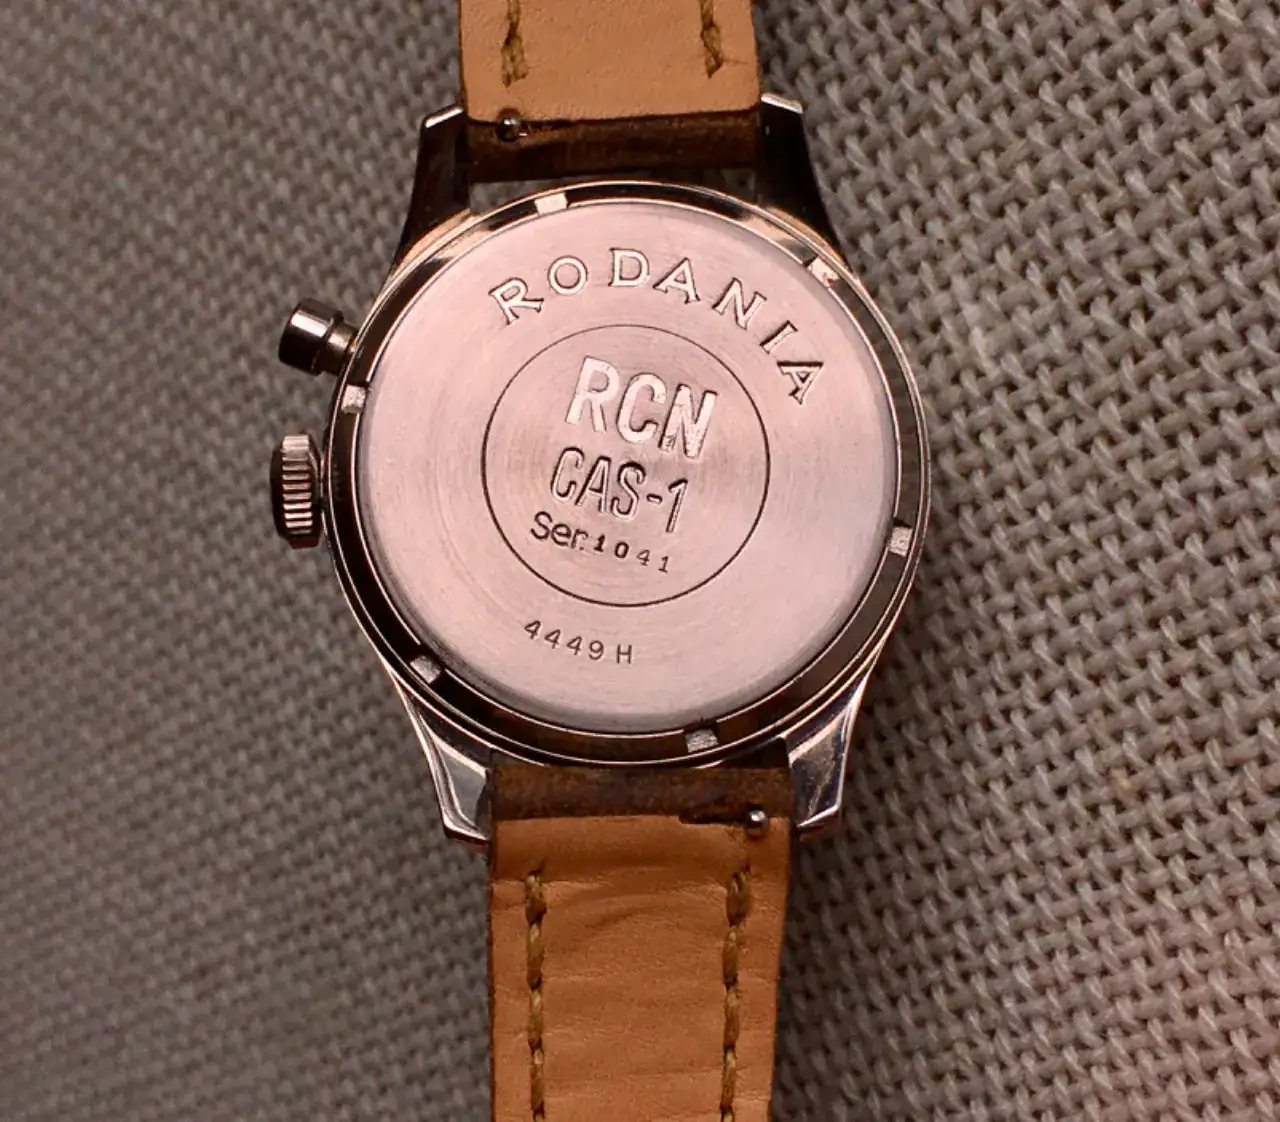 RODANIA
RCN
CAS-1
Ser. 1041
4449 H